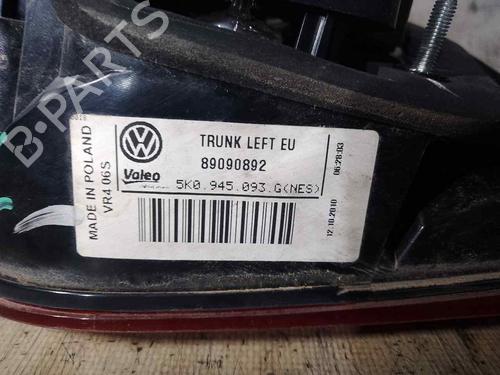 MADE IN POLAND
VR4 06S
Valeo
TRUNK LEFT EU
89090892
5K0.945.093.G(NES)
06:28:03
12.10.2010
B-PARTS